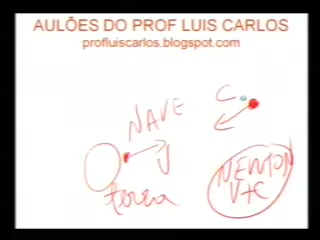 AULÕES DO PROF LUIS CARLOS
profluiscarlos.blogspot.com
NAVE
C
V
terra
NEWTON
V+C